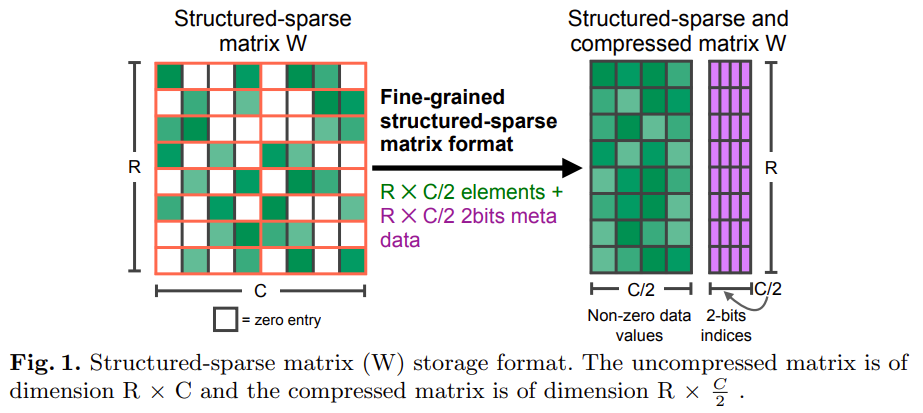 Structured-sparse
matrix W
Structured-sparse and
compressed matrix W
R
Fine-grained
structured-sparse
matrix format
R × C/2 elements +
R × C/2 2bits meta
data
R
C
= zero entry
C/2
C/2
Non-zero data
values
2-bits
indices
Fig. 1. Structured-sparse matrix (W) storage format. The uncompressed matrix is of
dimension R × C and the compressed matrix is of dimension R × C/2 .